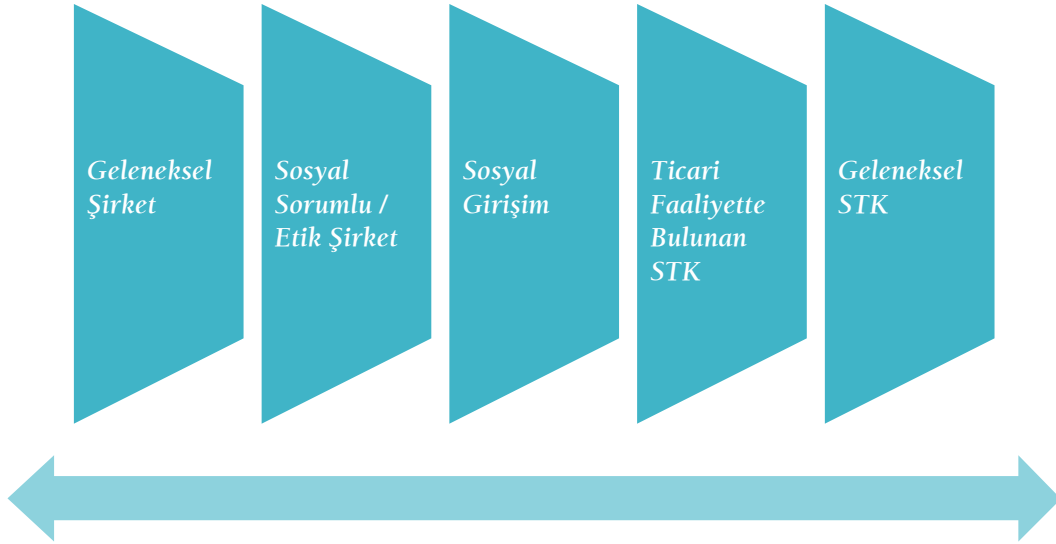 Geleneksel
Şirket
Sosyal
Sorumlu /
Etik Şirket
Sosyal
Girişim
Ticari
Faaliyette
Bulunan
STK
Geleneksel
STK